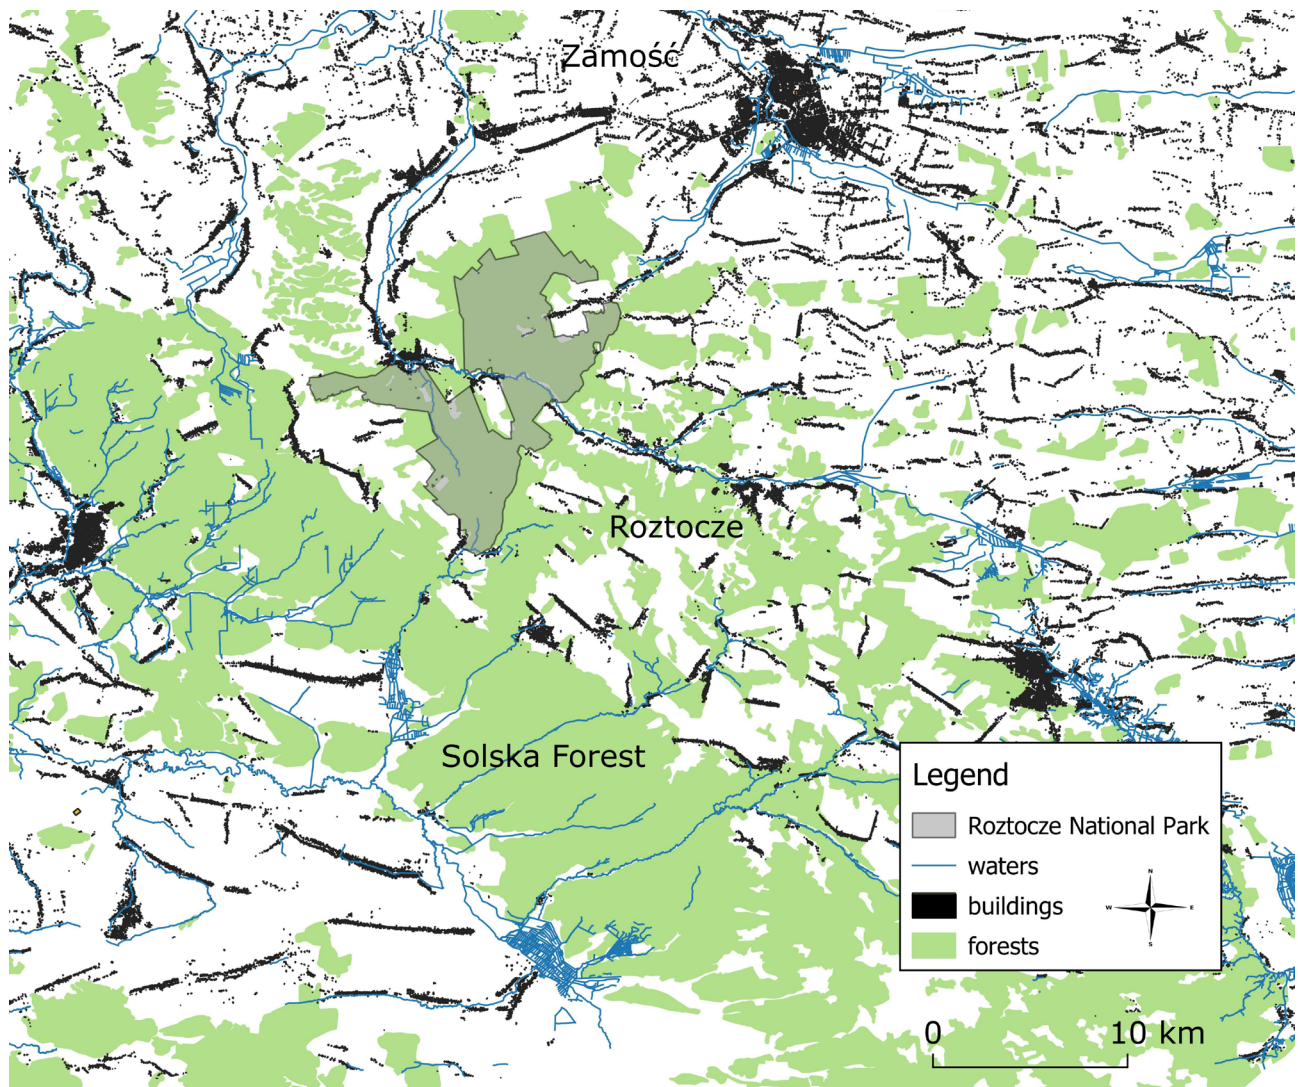 Zamość
Roztocze
Solska Forest
Legend
Roztocze National Park
waters
buildings
forests
N
W E
S
0 10 km